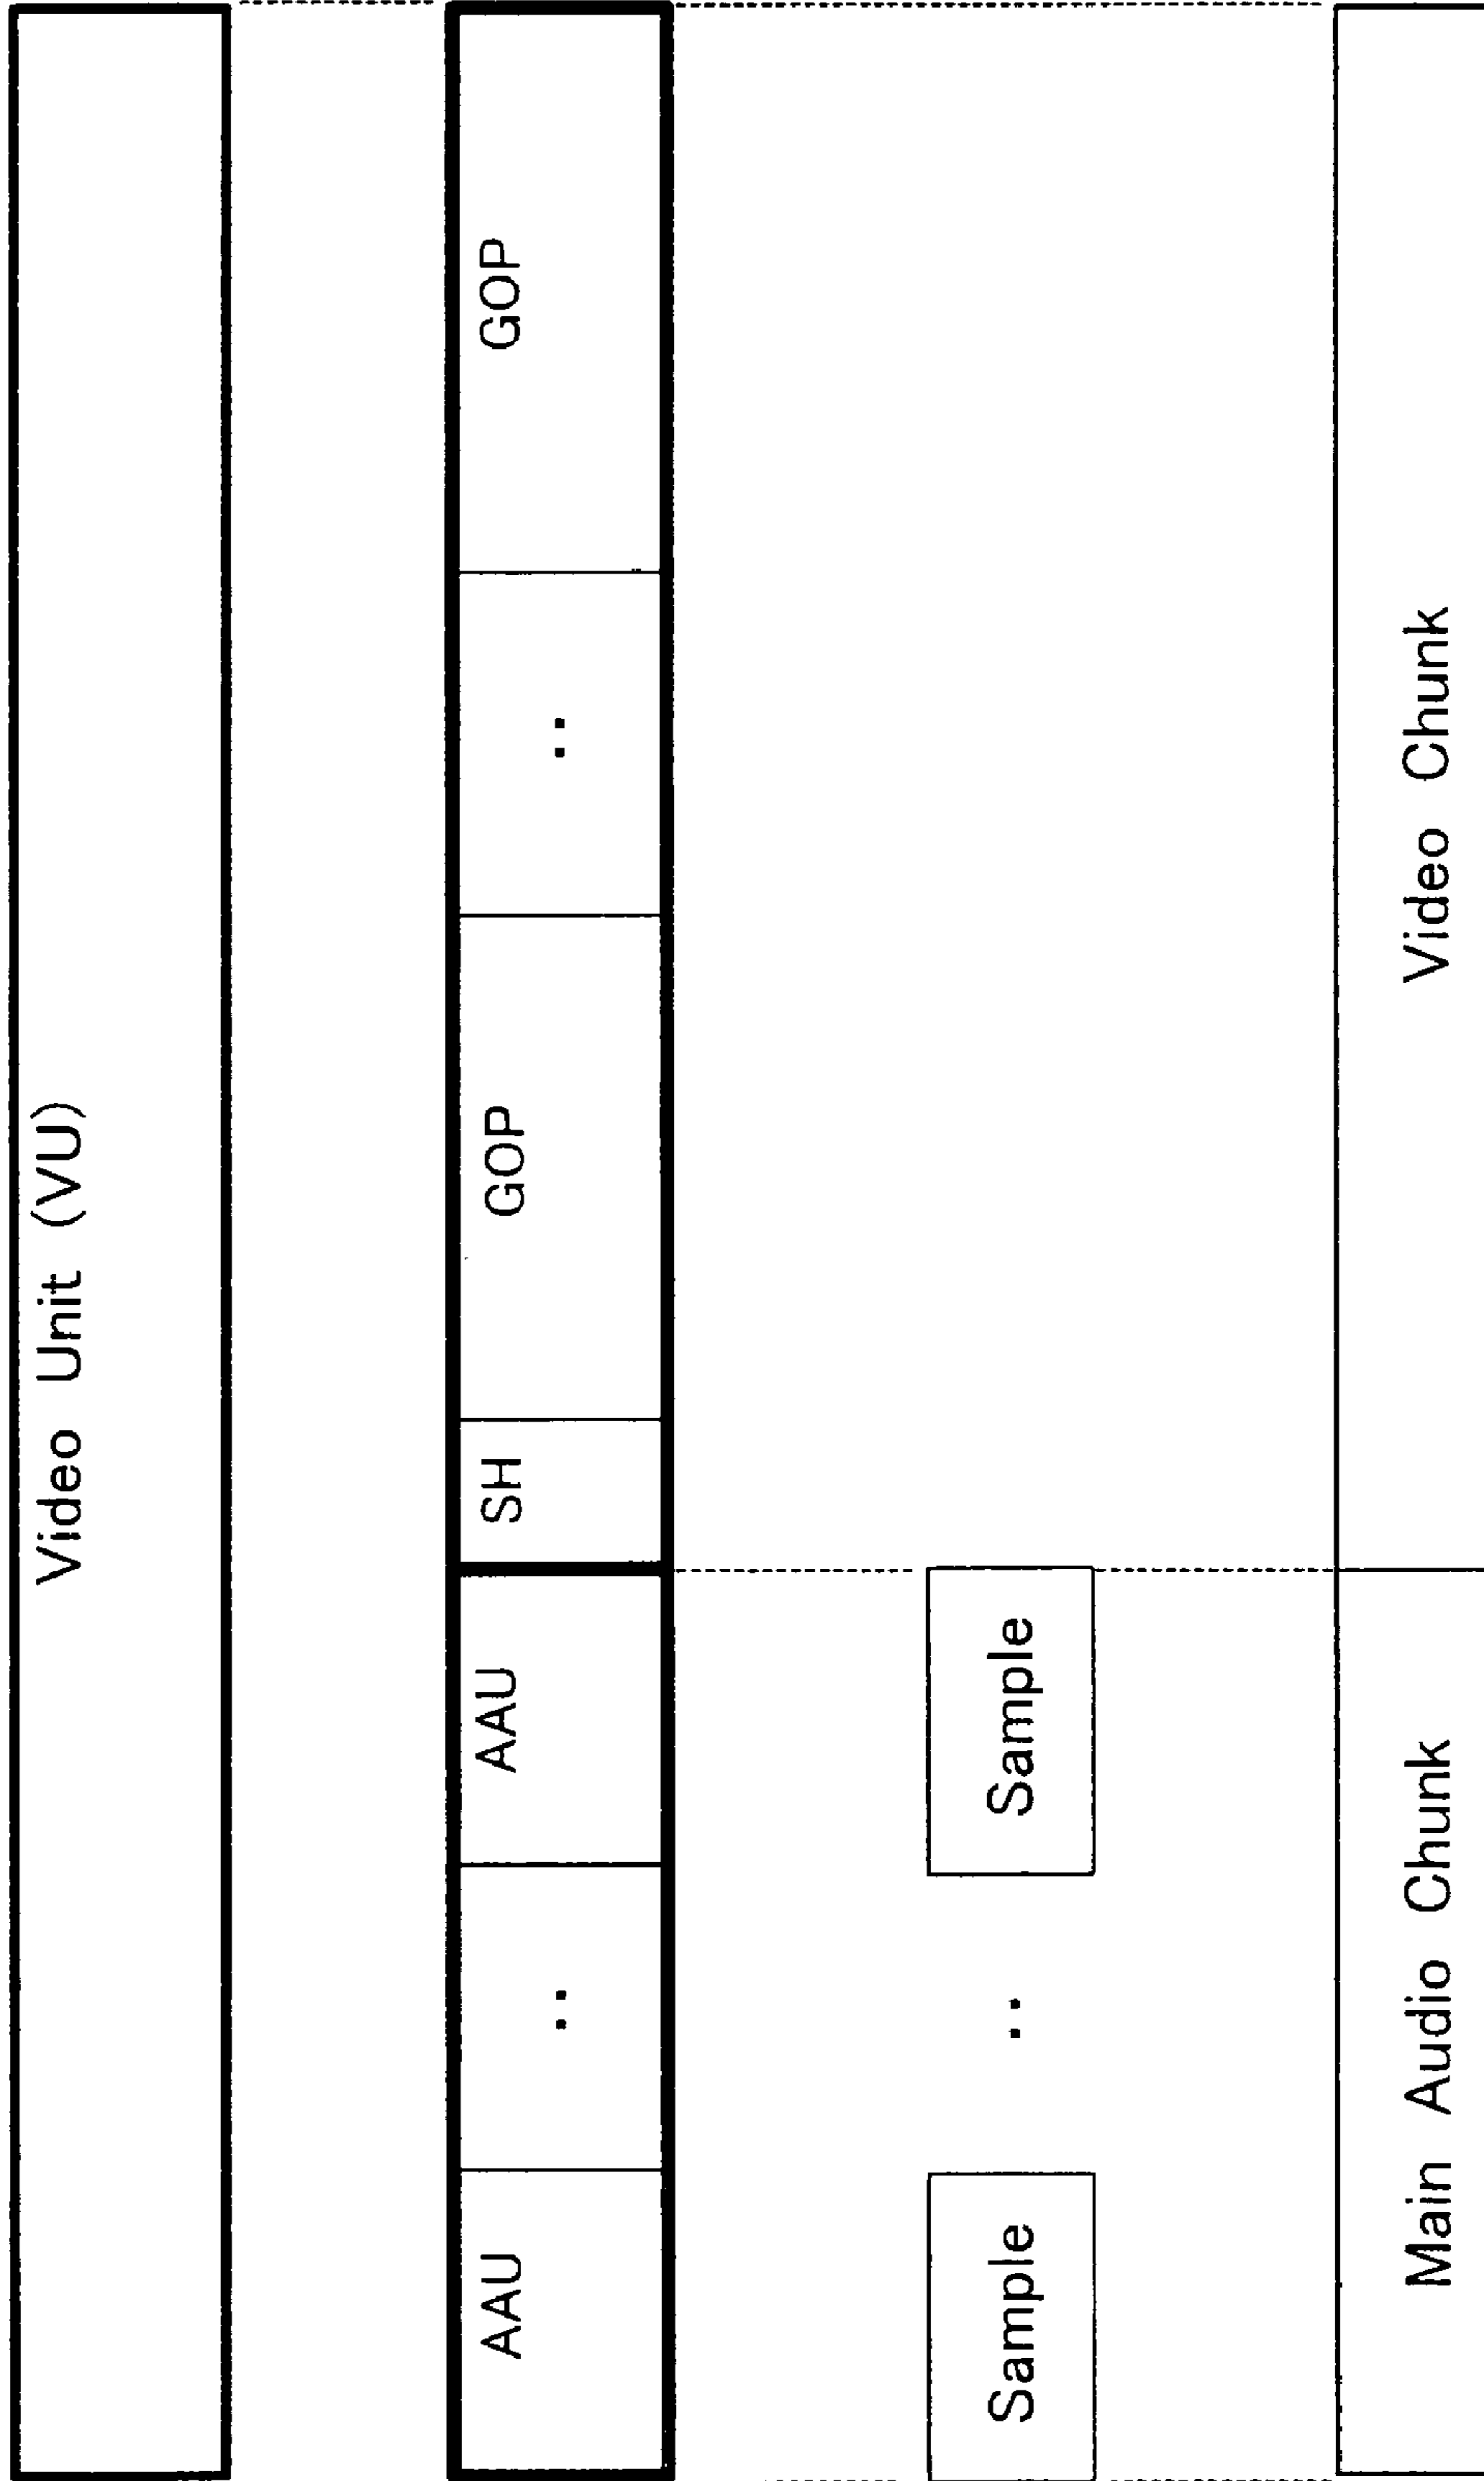 Video Unit (VU)
AAU
..
AAU
SH
GOP
..
GOP
Sample
..
Sample
Main Audio Chunk
Video Chunk